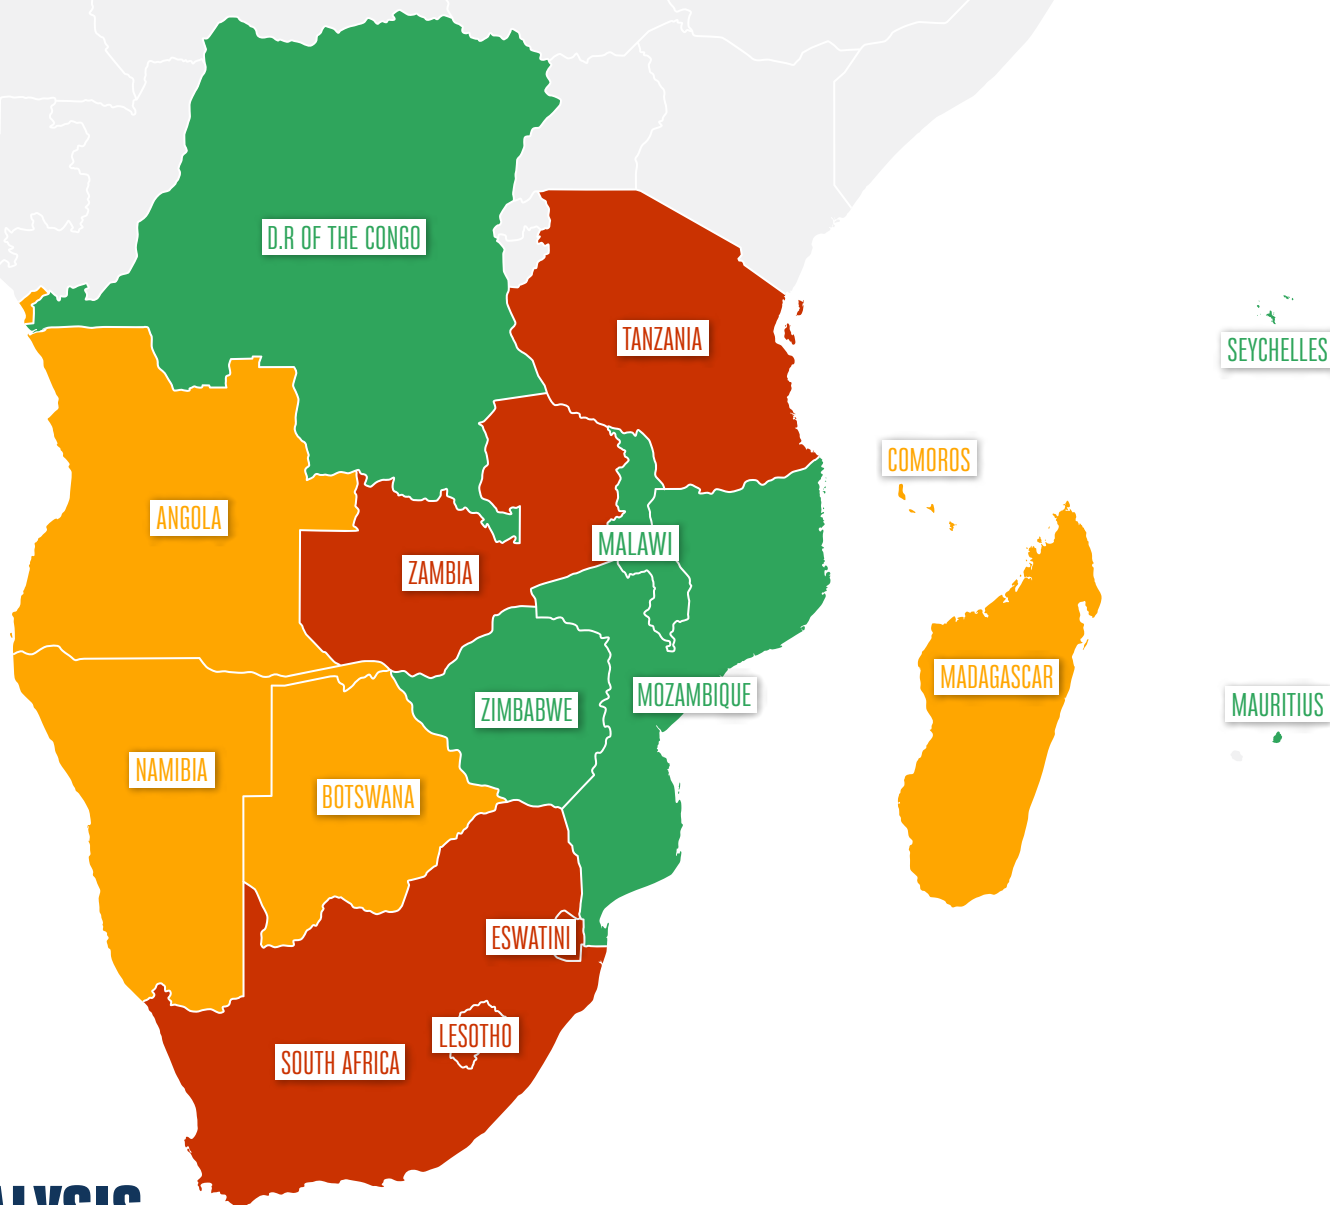 D.R OF THE CONGO
TANZANIA
SEYCHELLES
COMOROS
ANGOLA
MALAWI
ZAMBIA
MADAGASCAR
MOZAMBIQUE
MAURITIUS
ZIMBABWE
NAMIBIA
BOTSWANA
ESWATINI
LESOTHO
SOUTH AFRICA
ALYSIS